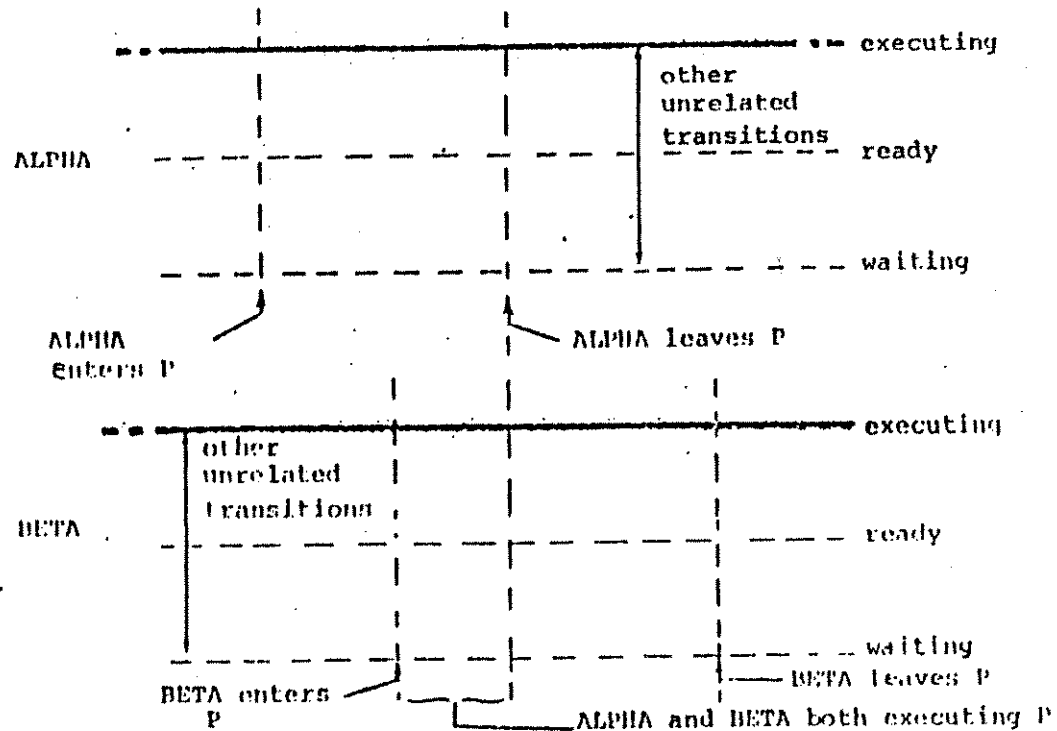 executing
other
unrelated
transitions
ALPHA
ready
waiting
ALPHA
enters P
ALPHA leaves P
executing
other
unrelated
transitions
BETA
ready
waiting
BETA enters
P
BETA leaves P
ALPHA and BETA both executing P